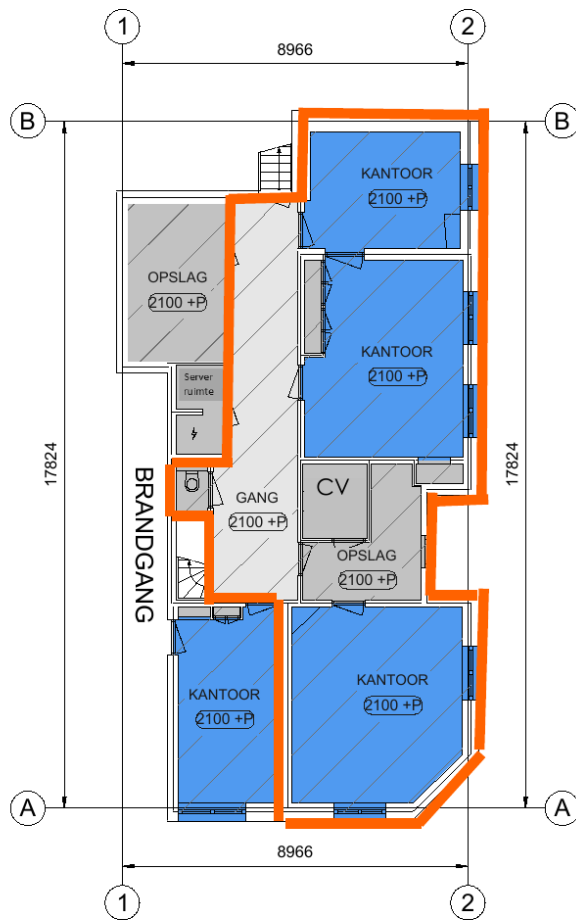 1
2
8966
B
B
KANTOOR
2100 +P
OPSLAG
2100 +P
KANTOOR
2100 +P
Server
ruimte
17824
17824
BRANDGANG
CV
GANG
2100 +P
OPSLAG
2100 +P
KANTOOR
2100 +P
KANTOOR
2100 +P
A
A
8966
1
2